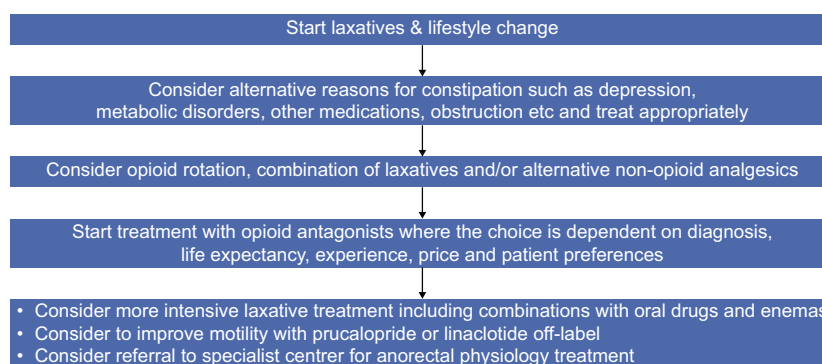 Start laxatives & lifestyle change
Consider alternative reasons for constipation such as depression,
metabolic disorders, other medications, obstruction etc and treat appropriately
Consider opioid rotation, combination of laxatives and/or alternative non-opioid analgesics
Start treatment with opioid antagonists where the choice is dependent on diagnosis,
life expectancy, experience, price and patient preferences
• Consider more intensive laxative treatment including combinations with oral drugs and enemas
• Consider to improve motility with prucalopride or linaclotide off-label
• Consider referral to specialist centrer for anorectal physiology treatment